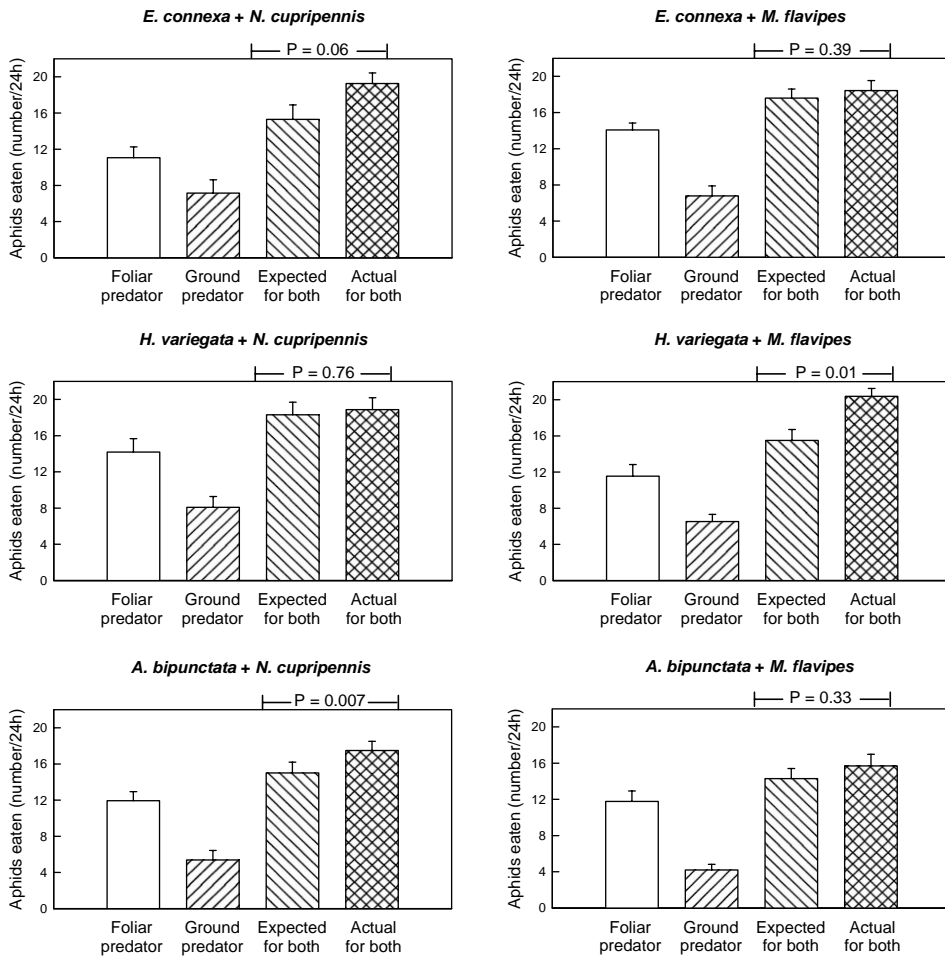 E. connexa + N. cupripennis
P = 0.06
Aphids eaten (number/24h)
20
16
12
8
4
0
Foliar Ground Expected Actual
predator predator for both for both
E. connexa + M. flavipes
P = 0.39
Aphids eaten (number/24h)
20
16
12
8
4
0
Foliar Ground Expected Actual
predator predator for both for both
H. variegata + N. cupripennis
P = 0.76
Aphids eaten (number/24h)
20
16
12
8
4
0
Foliar Ground Expected Actual
predator predator for both for both
H. variegata + M. flavipes
P = 0.01
Aphids eaten (number/24h)
20
16
12
8
4
0
Foliar Ground Expected Actual
predator predator for both for both
A. bipunctata + N. cupripennis
P = 0.007
Aphids eaten (number/24h)
20
16
12
8
4
0
Foliar Ground Expected Actual
predator predator for both for both
A. bipunctata + M. flavipes
P = 0.33
Aphids eaten (number/24h)
20
16
12
8
4
0
Foliar Ground Expected Actual
predator predator for both for both